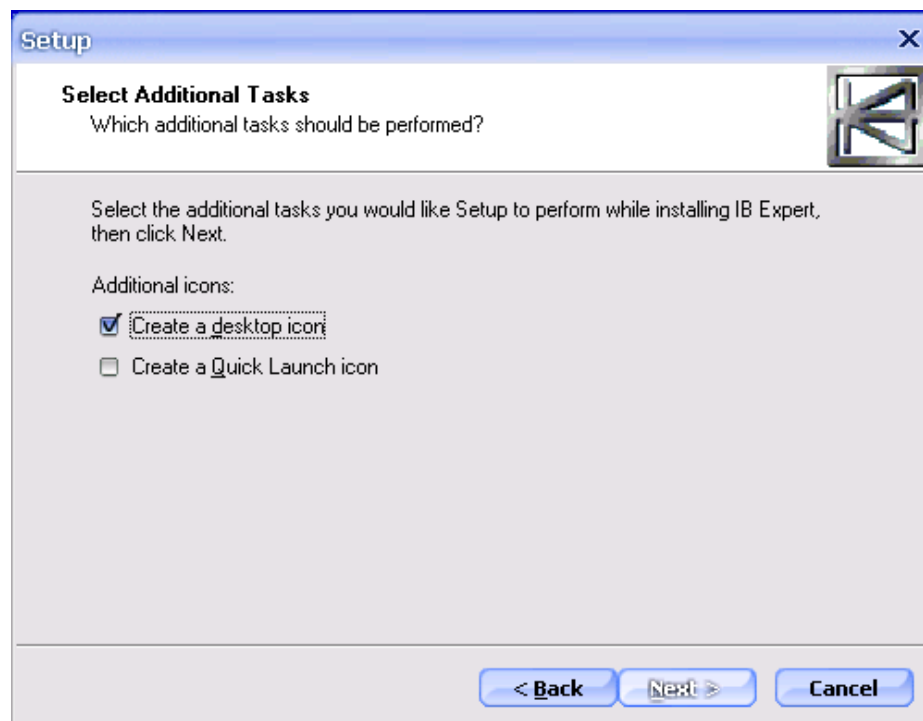 Setup
Select Additional Tasks
Which additional tasks should be performed?
Select the additional tasks you would like Setup to perform while installing IB Expert,
then click Next.
Additional icons:
Create a desktop icon
Create a Quick Launch icon
< Back
Next >
Cancel